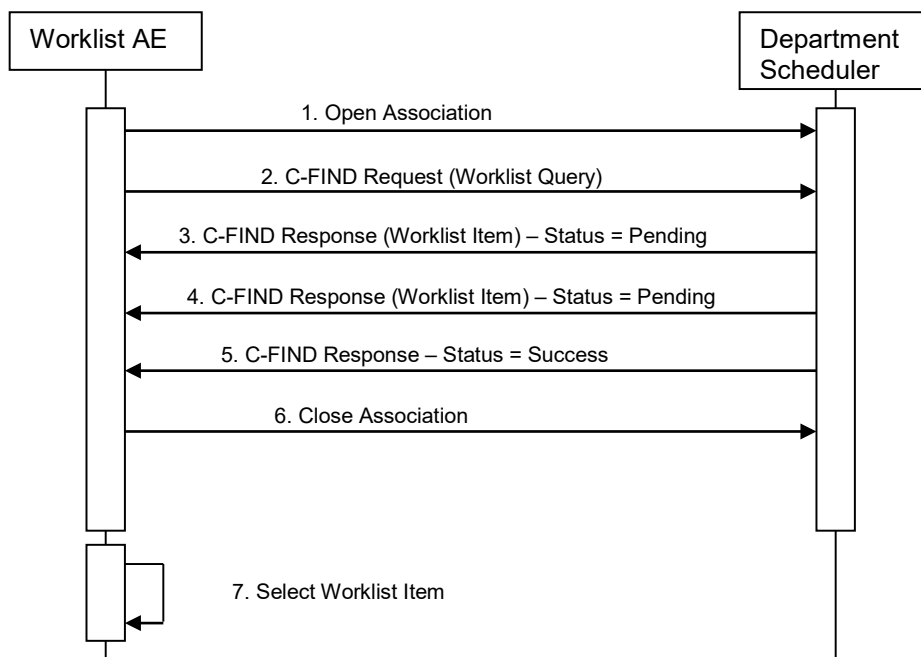 Worklist AE
Department
Scheduler
1. Open Association
2. C-FIND Request (Worklist Query)
3. C-FIND Response (Worklist Item) – Status = Pending
4. C-FIND Response (Worklist Item) – Status = Pending
5. C-FIND Response – Status = Success
6. Close Association
7. Select Worklist Item